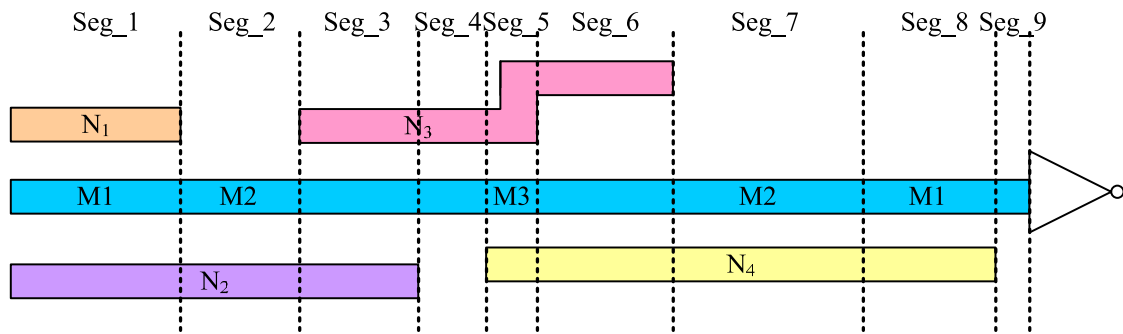 Seg_1 Seg_2 Seg_3 Seg_4 Seg_5 Seg_6 Seg_7 Seg_8 Seg_9
N₁ N₃
M1 M2 M3 M2 M1
N₂ N₄